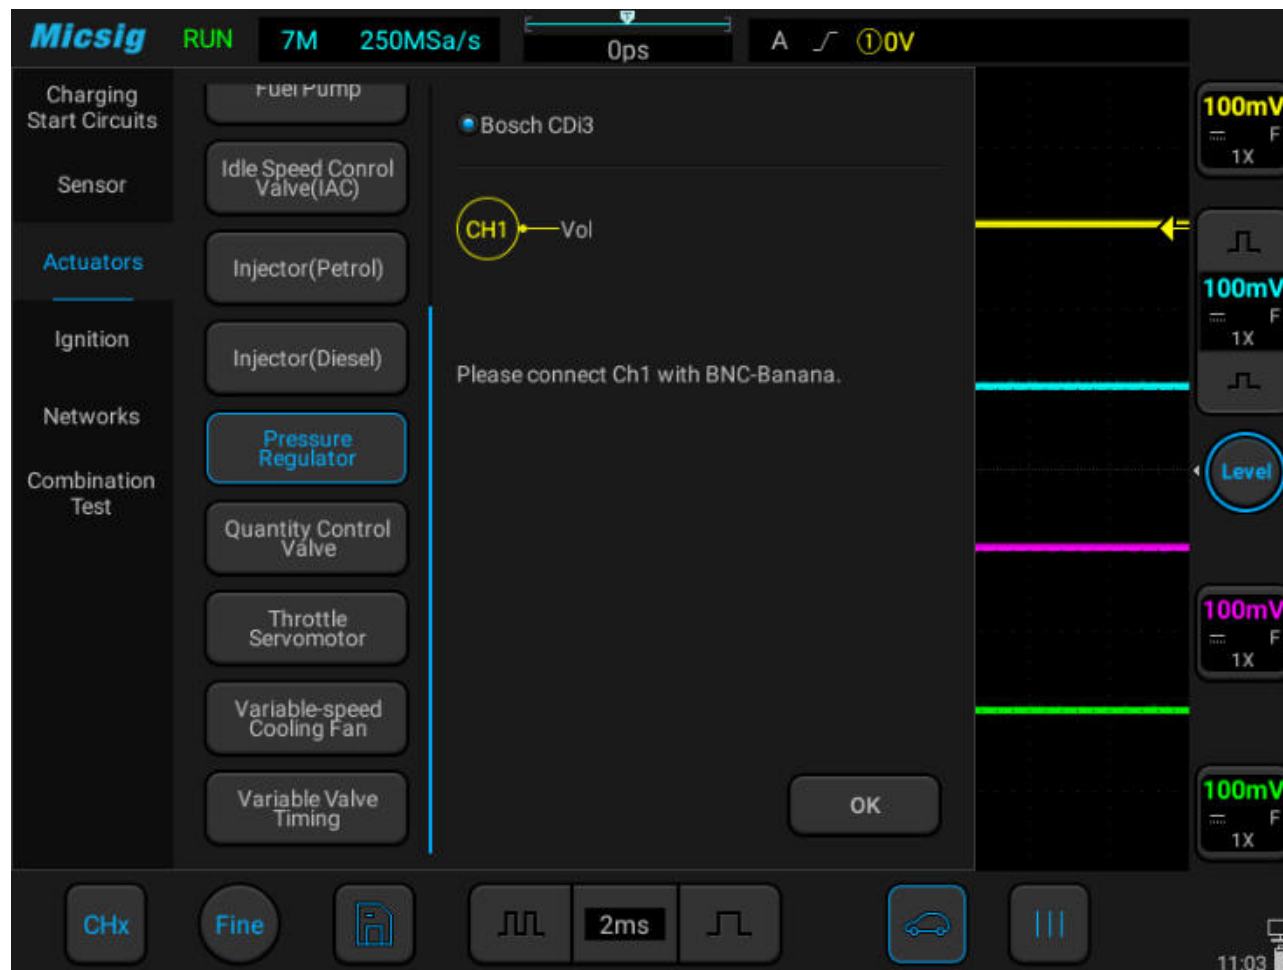 Micsig RUN 7M 250MSa/s 0ps A ①0V
T
Charging
Start Circuits
Sensor
Actuators
Ignition
Networks
Combination
Test
Fuel Pump
Idle Speed Conrol
Valve(IAC)
Injector(Petrol)
Injector(Diesel)
Pressure
Regulator
Quantity Control
Valve
Throttle
Servomotor
Variable-speed
Cooling Fan
Variable Valve
Timing
Bosch CDi3
CH1 Vol
Please connect Ch1 with BNC-Banana.
OK
100mV
F
1X
100mV
F
1X
Level
100mV
F
1X
100mV
F
1X
CHx Fine 2ms
11:03